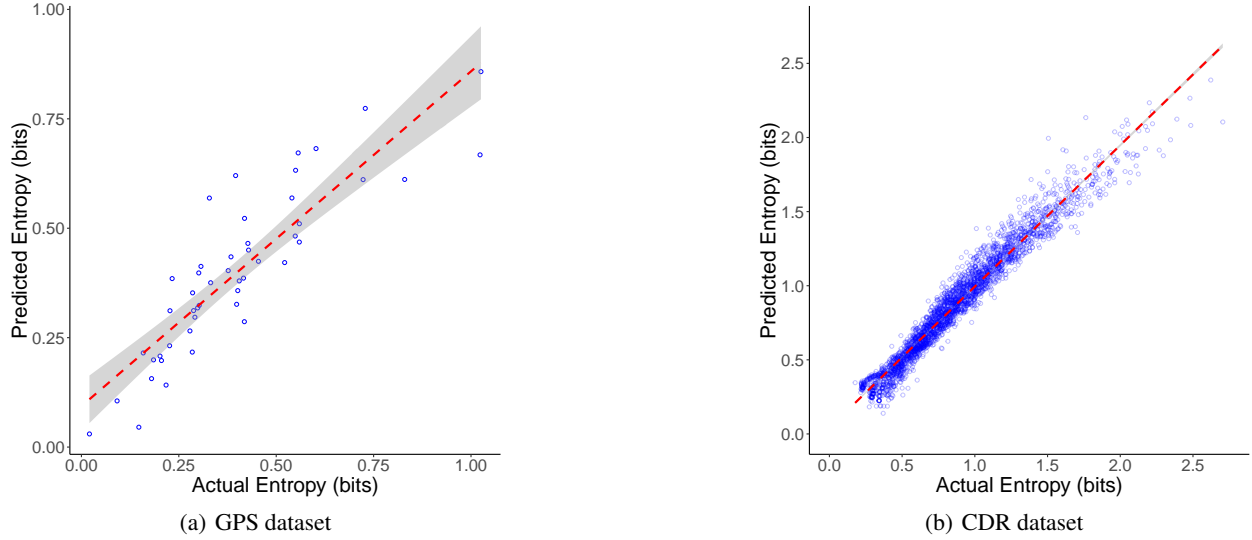 1.00
0.75
0.50
0.25
0.00
Predicted Entropy (bits)
0.00 0.25 0.50 0.75 1.00
Actual Entropy (bits)
(a) GPS dataset
2.5
2.0
1.5
1.0
0.5
0.0
Predicted Entropy (bits)
0.0 0.5 1.0 1.5 2.0 2.5
Actual Entropy (bits)
(b) CDR dataset